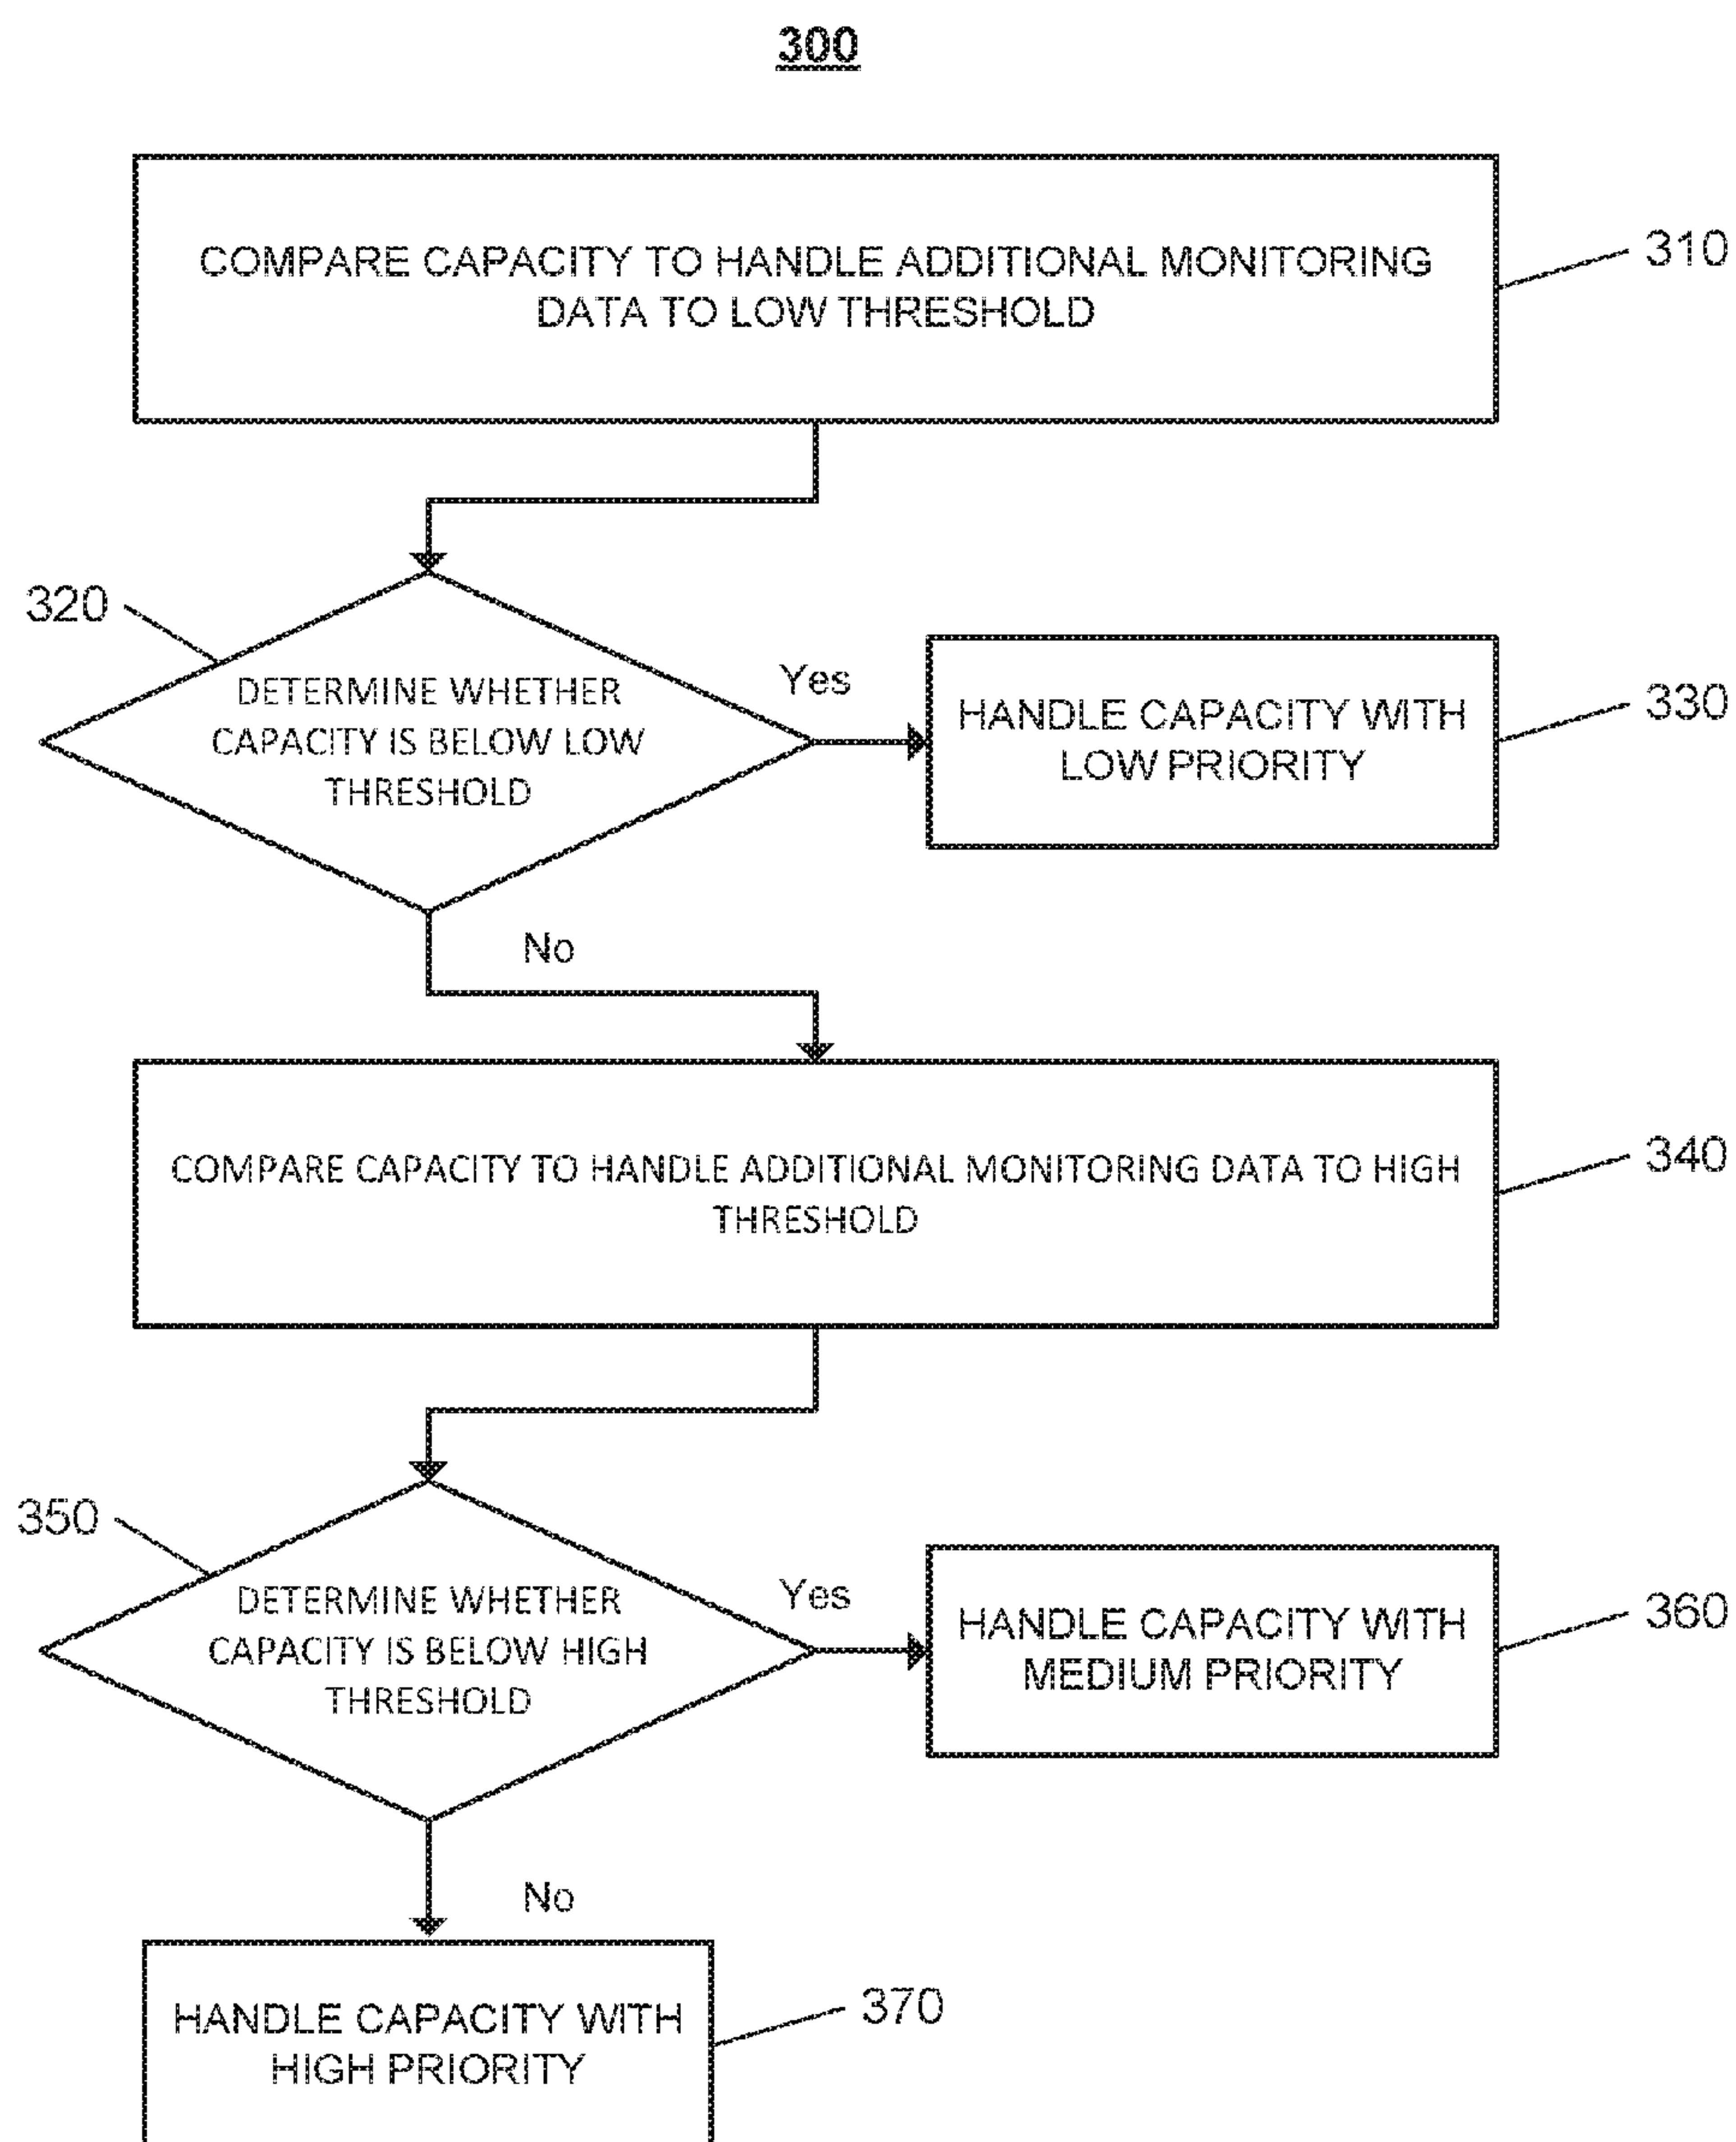 300
COMPARE CAPACITY TO HANDLE ADDITIONAL MONITORING
DATA TO LOW THRESHOLD
310
320
DETERMINE WHETHER
CAPACITY IS BELOW LOW
THRESHOLD
Yes
HANDLE CAPACITY WITH
LOW PRIORITY
330
No
COMPARE CAPACITY TO HANDLE ADDITIONAL MONITORING DATA TO HIGH
THRESHOLD
340
350
DETERMINE WHETHER
CAPACITY IS BELOW HIGH
THRESHOLD
Yes
HANDLE CAPACITY WITH
MEDIUM PRIORITY
360
No
HANDLE CAPACITY WITH
HIGH PRIORITY
370